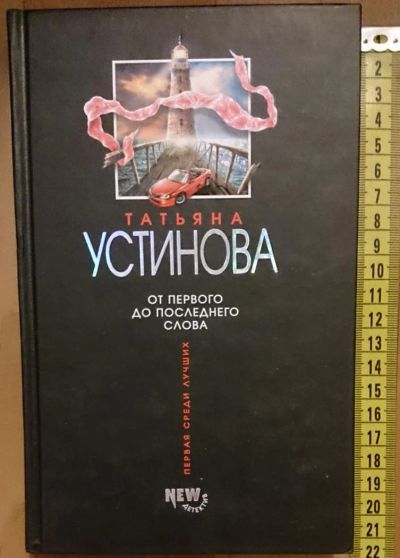 ТАТЬЯНА
УСТИНОВА
ОТ ПЕРВОГО
ДО ПОСЛЕДНЕГО
СЛОВА
ПЕРВАЯ СРЕДИ ЛУЧШИХ
NEW
ДЕТЕКТИВ
2
3
4
5
6
7
8
9
10
11
12
13
14
15
16
17
18
19
20
21
22